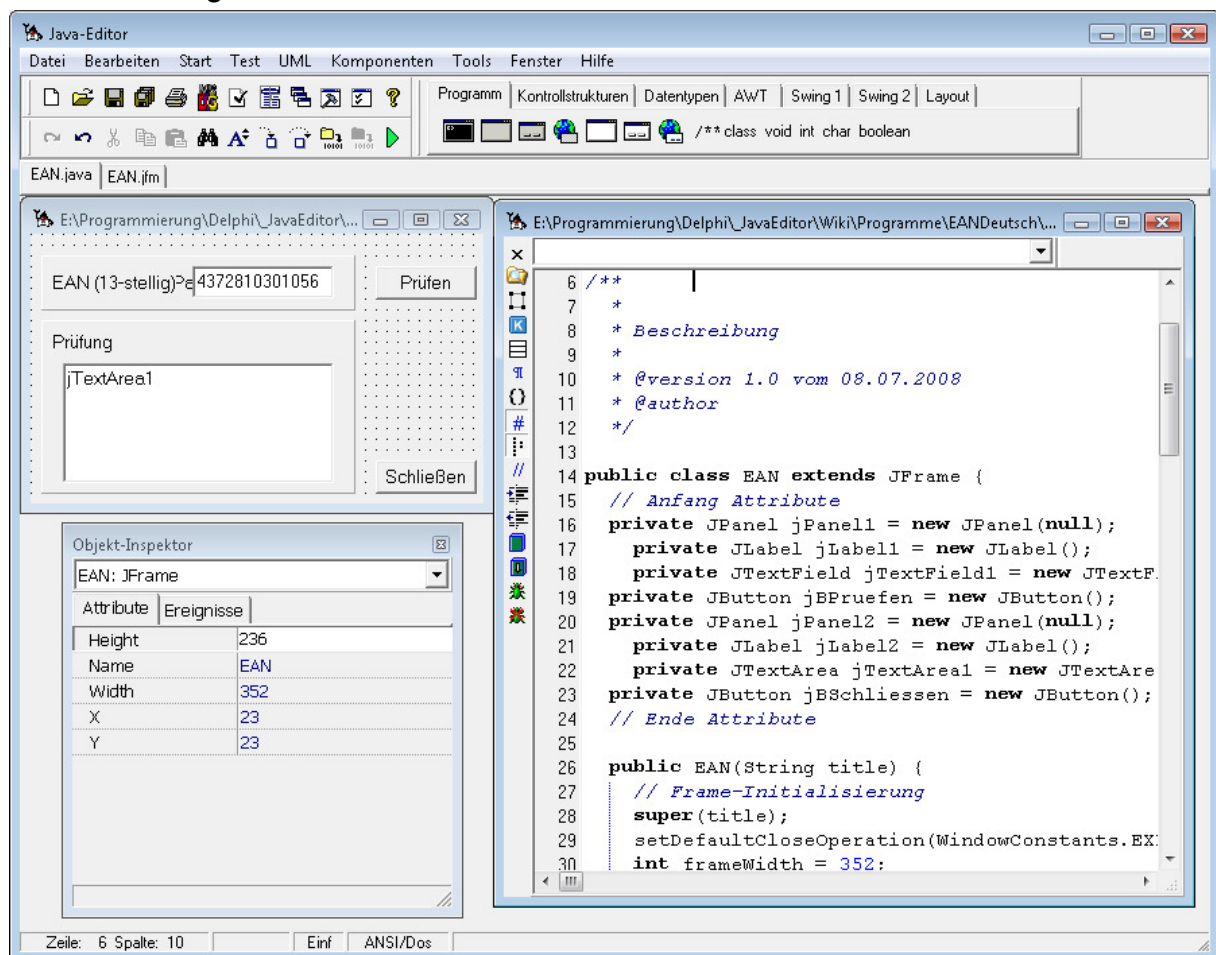 Java-Editor
Datei Bearbeiten Start Test UML Komponenten Tools Fenster Hilfe
Programm Kontrollstrukturen Datentypen AWT Swing 1 Swing 2 Layout
/** class void int char boolean
EAN.java EAN.jfm
E:\Programmierung\Delphi\_JavaEditor\...
EAN (13-stellig) 4372810301056 Prüfen
Prüfung
jTextArea1
Schließen
Objekt-Inspektor
EAN: JFrame
Attribute Ereignisse
Height 236
Name EAN
Width 352
X 23
Y 23
E:\Programmierung\Delphi\_JavaEditor\Wiki\Programme\EANDeutsch\...
6 /**
7 *
8 * Beschreibung
9 *
10 * @version 1.0 vom 08.07.2008
11 * @author
12 */
13
14 public class EAN extends JFrame {
15 // Anfang Attribute
16 private JPanel jPanel1 = new JPanel(null);
17 private JLabel jLabel1 = new JLabel();
18 private JTextField jTextField1 = new JTextF
19 private JButton jBPruefen = new JButton();
20 private JPanel jPanel2 = new JPanel(null);
21 private JLabel jLabel2 = new JLabel();
22 private JTextArea jTextArea1 = new JTextAre
23 private JButton jBSchliessen = new JButton();
24 // Ende Attribute
25
26 public EAN(String title) {
27 // Frame-Initialisierung
28 super(title);
29 setDefaultCloseOperation(WindowConstants.EX
30 int frameWidth = 352;
Zeile: 6 Spalte: 10 Einf ANSI/Dos